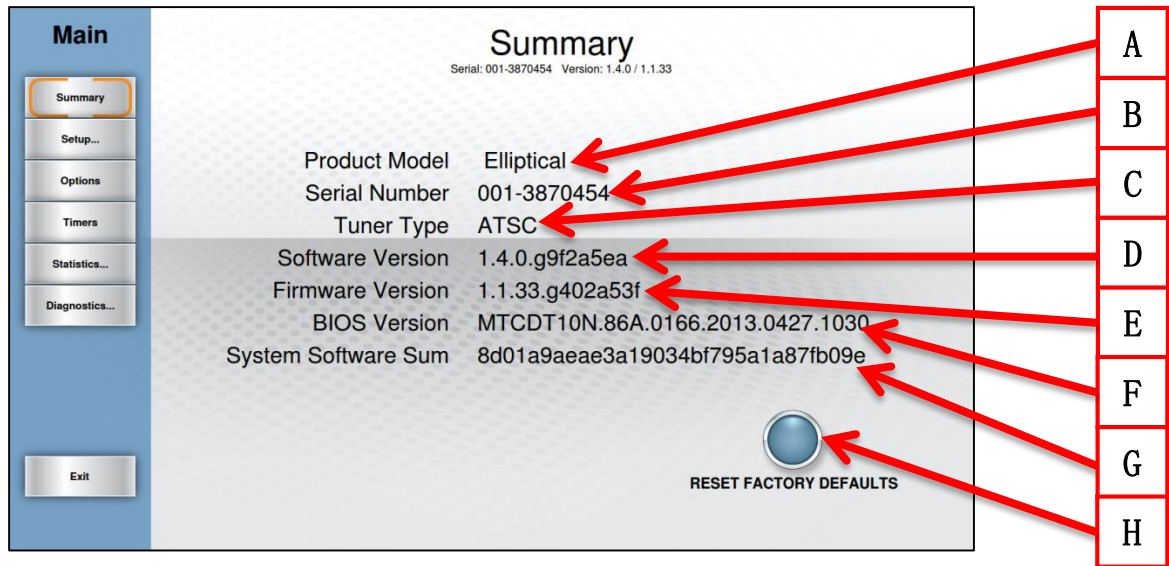 Main
Summary
Setup...
Options
Timers
Statistics...
Diagnostics...
Exit
Summary
Serial: 001-3870454 Version: 1.4.0 / 1.1.33
Product Model Elliptical
Serial Number 001-3870454
Tuner Type ATSC
Software Version 1.4.0.g9f2a5ea
Firmware Version 1.1.33.g402a53f
BIOS Version MTCDT10N.86A.0166.2013.0427.1030
System Software Sum 8d01a9aeae3a19034bf795a1a87fb09e
RESET FACTORY DEFAULTS
A
B
C
D
E
F
G
H